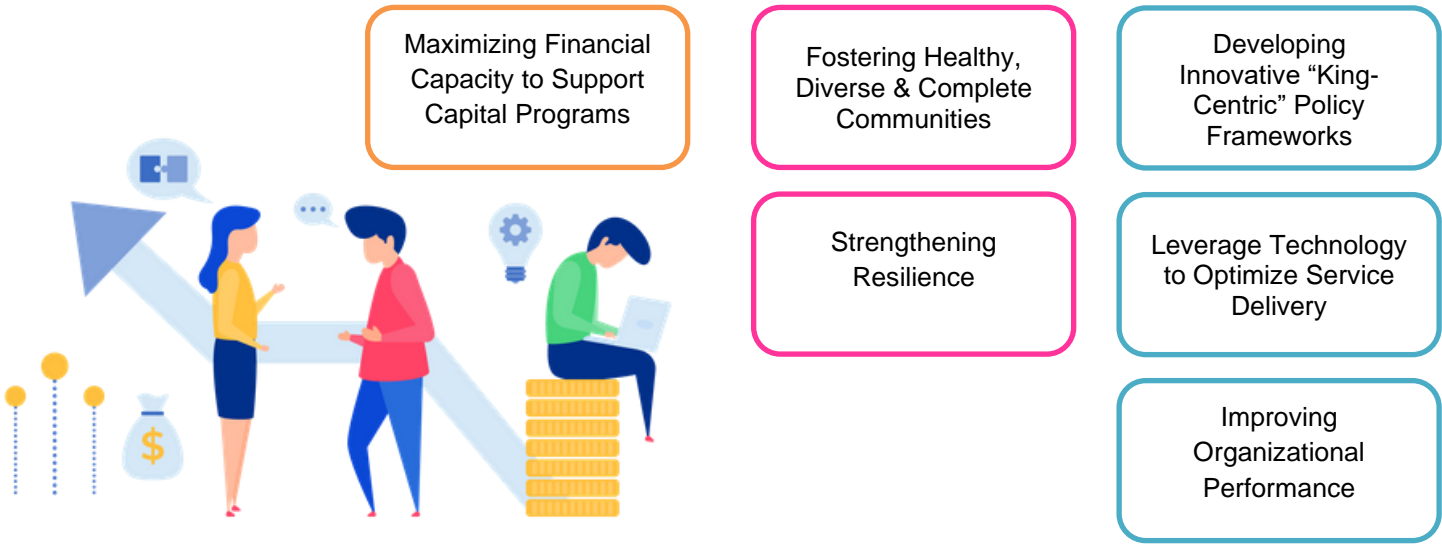 Maximizing Financial
Capacity to Support
Capital Programs
Fostering Healthy,
Diverse & Complete
Communities
Developing
Innovative “King-
Centric” Policy
Frameworks
Strengthening
Resilience
Leverage Technology
to Optimize Service
Delivery
Improving
Organizational
Performance
$